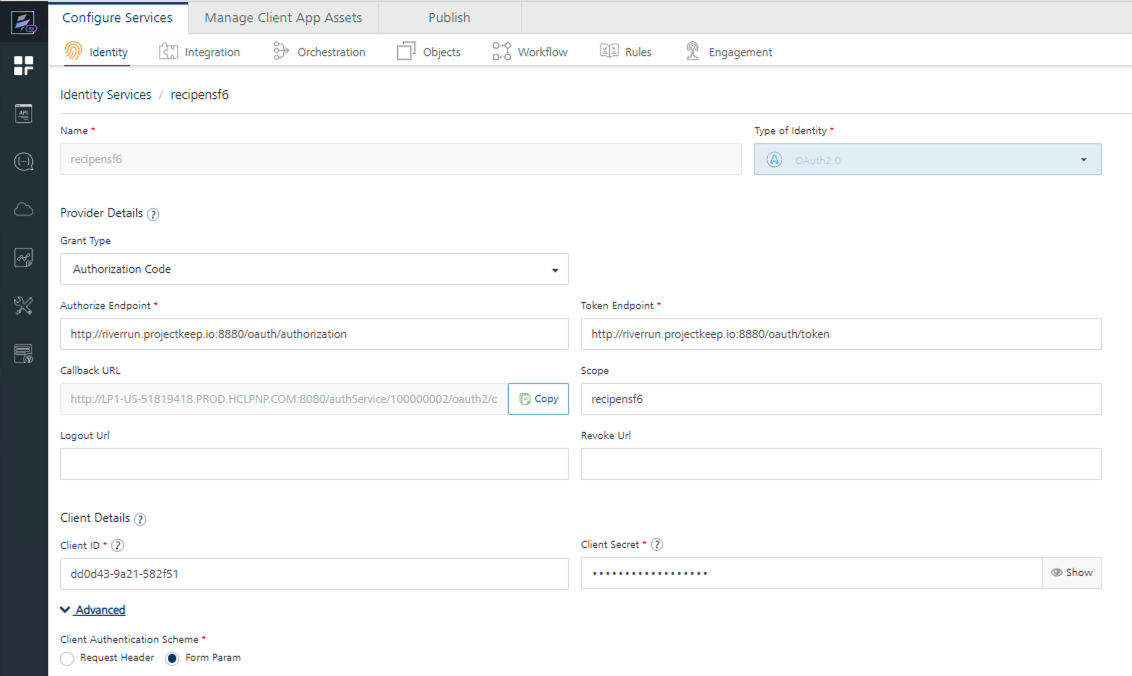 Configure Services Manage Client App Assets Publish
Identity Integration Orchestration Objects Workflow Rules Engagement
Identity Services / recipensf6
Name * Type of Identity *
recipensf6 OAuth2.0
Provider Details ?
Grant Type
Authorization Code
Authorize Endpoint * Token Endpoint *
http://riverrun.projectkeep.io:8880/oauth/authorization http://riverrun.projectkeep.io:8880/oauth/token
Callback URL Scope
http://LP1-US-51819418.PROD.HCLPNP.COM:8080/authService/100000002/oauth2/c Copy recipensf6
Logout Url Revoke Url
Client Details ?
Client ID * ? Client Secret * ?
dd0d43-9a21-582f51 •••••••••••••••••• Show
Advanced
Client Authentication Scheme *
Request Header Form Param